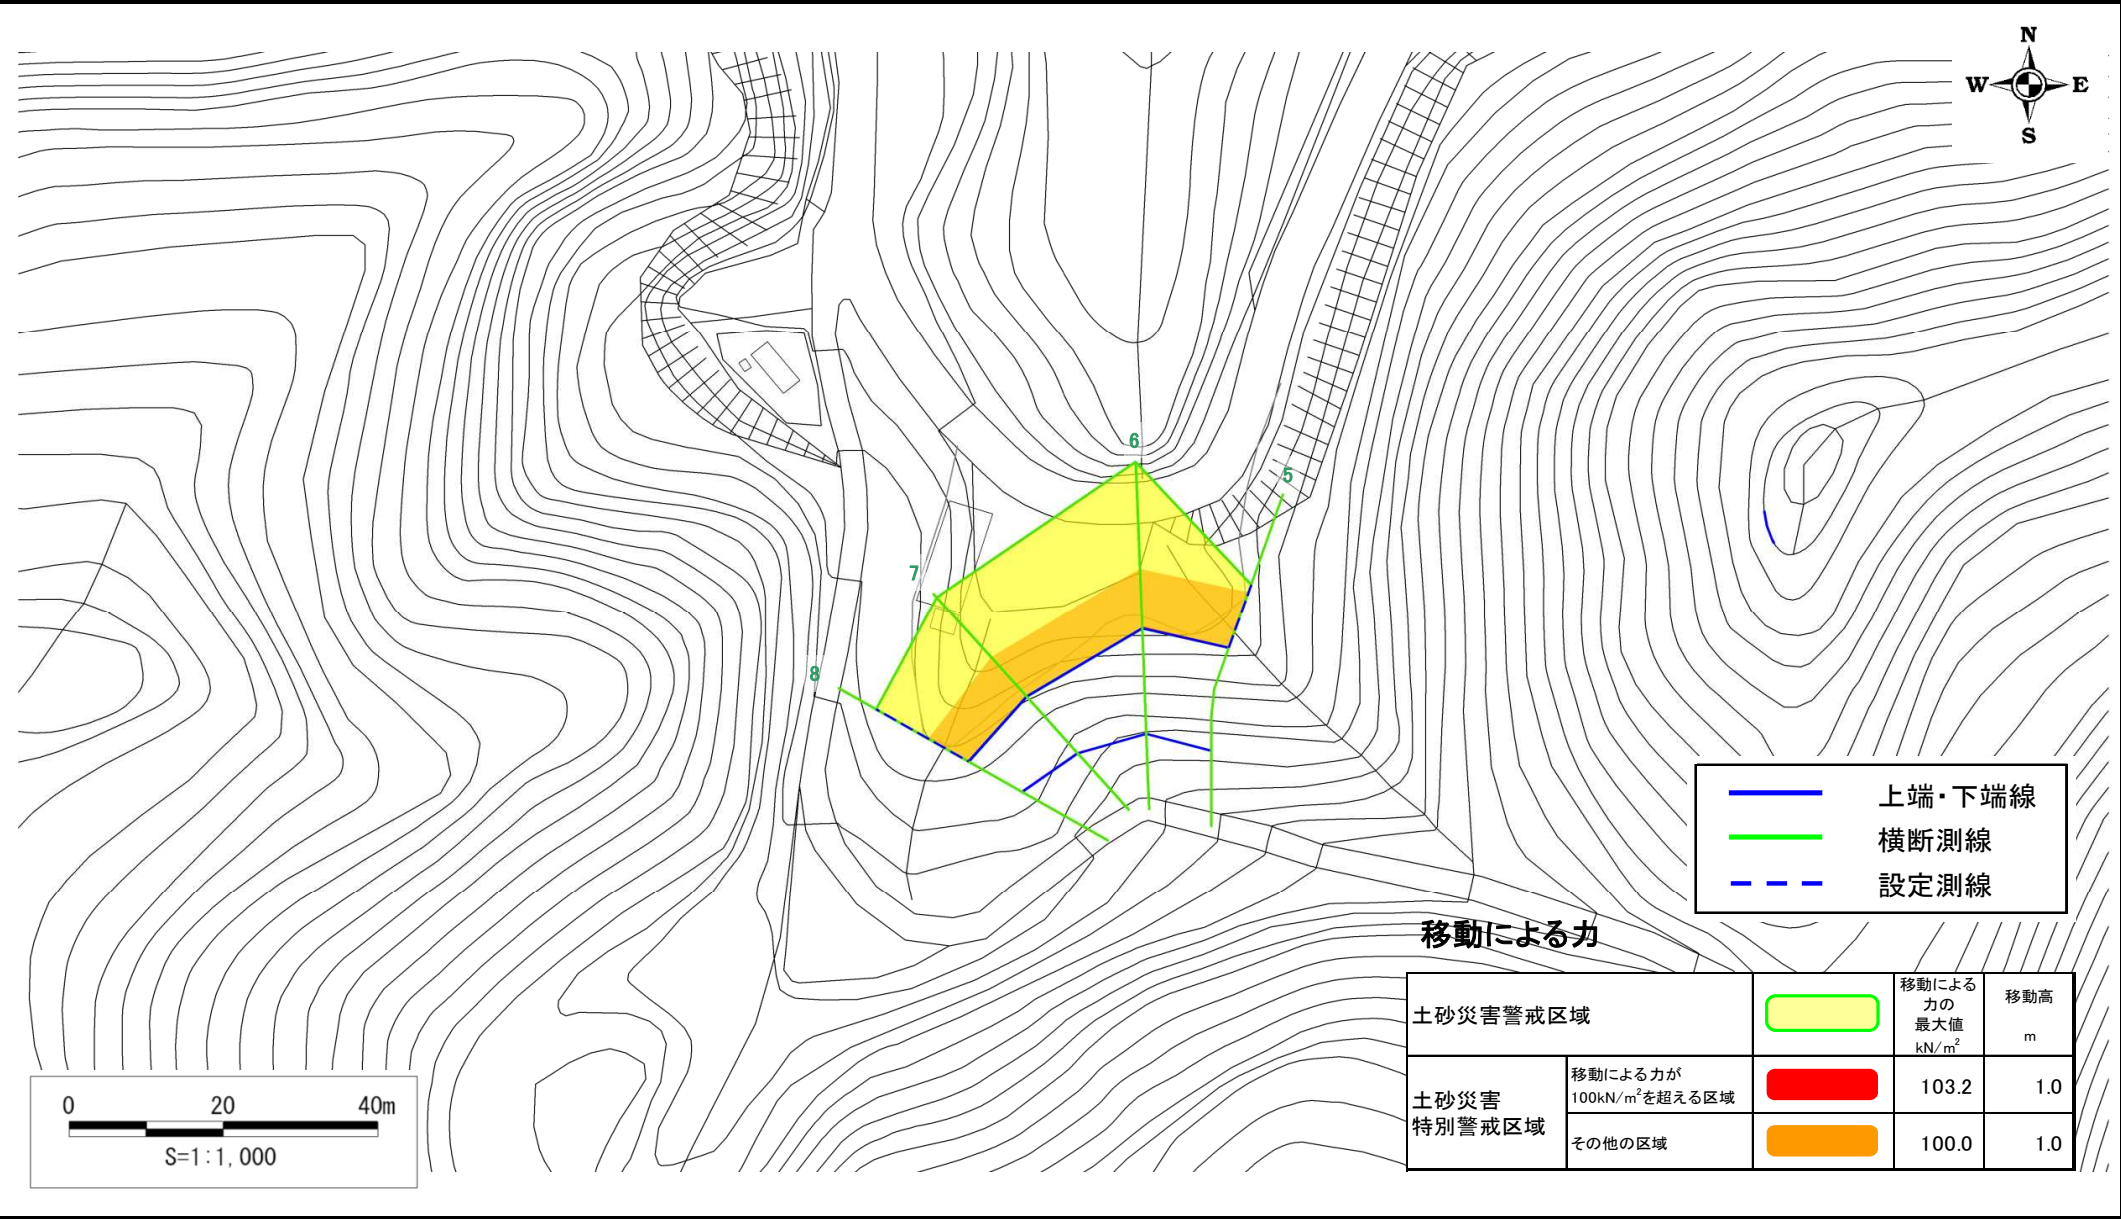 N
W E
S
6
5
7
8
上端・下端線
横断測線
設定測線
移動による力
土砂災害警戒区域
移動による
力の
最大値
kN/m²
移動高
m
土砂災害
特別警戒区域
移動による力が
100kN/m²を超える区域
103.2
1.0
その他の区域
100.0
1.0
0 20 40m
S=1:1,000